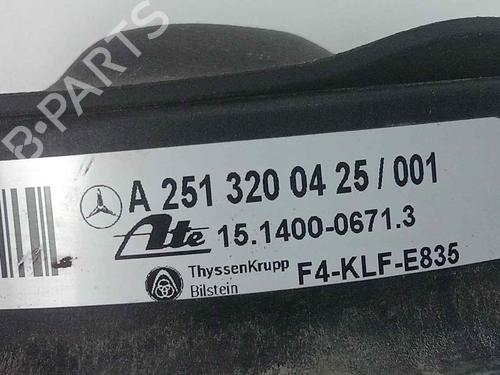 B-PARTS
A 251 320 04 25 / 001
Ate 15.1400-0671.3
ThyssenKrupp
Bilstein
F4-KLF-E835